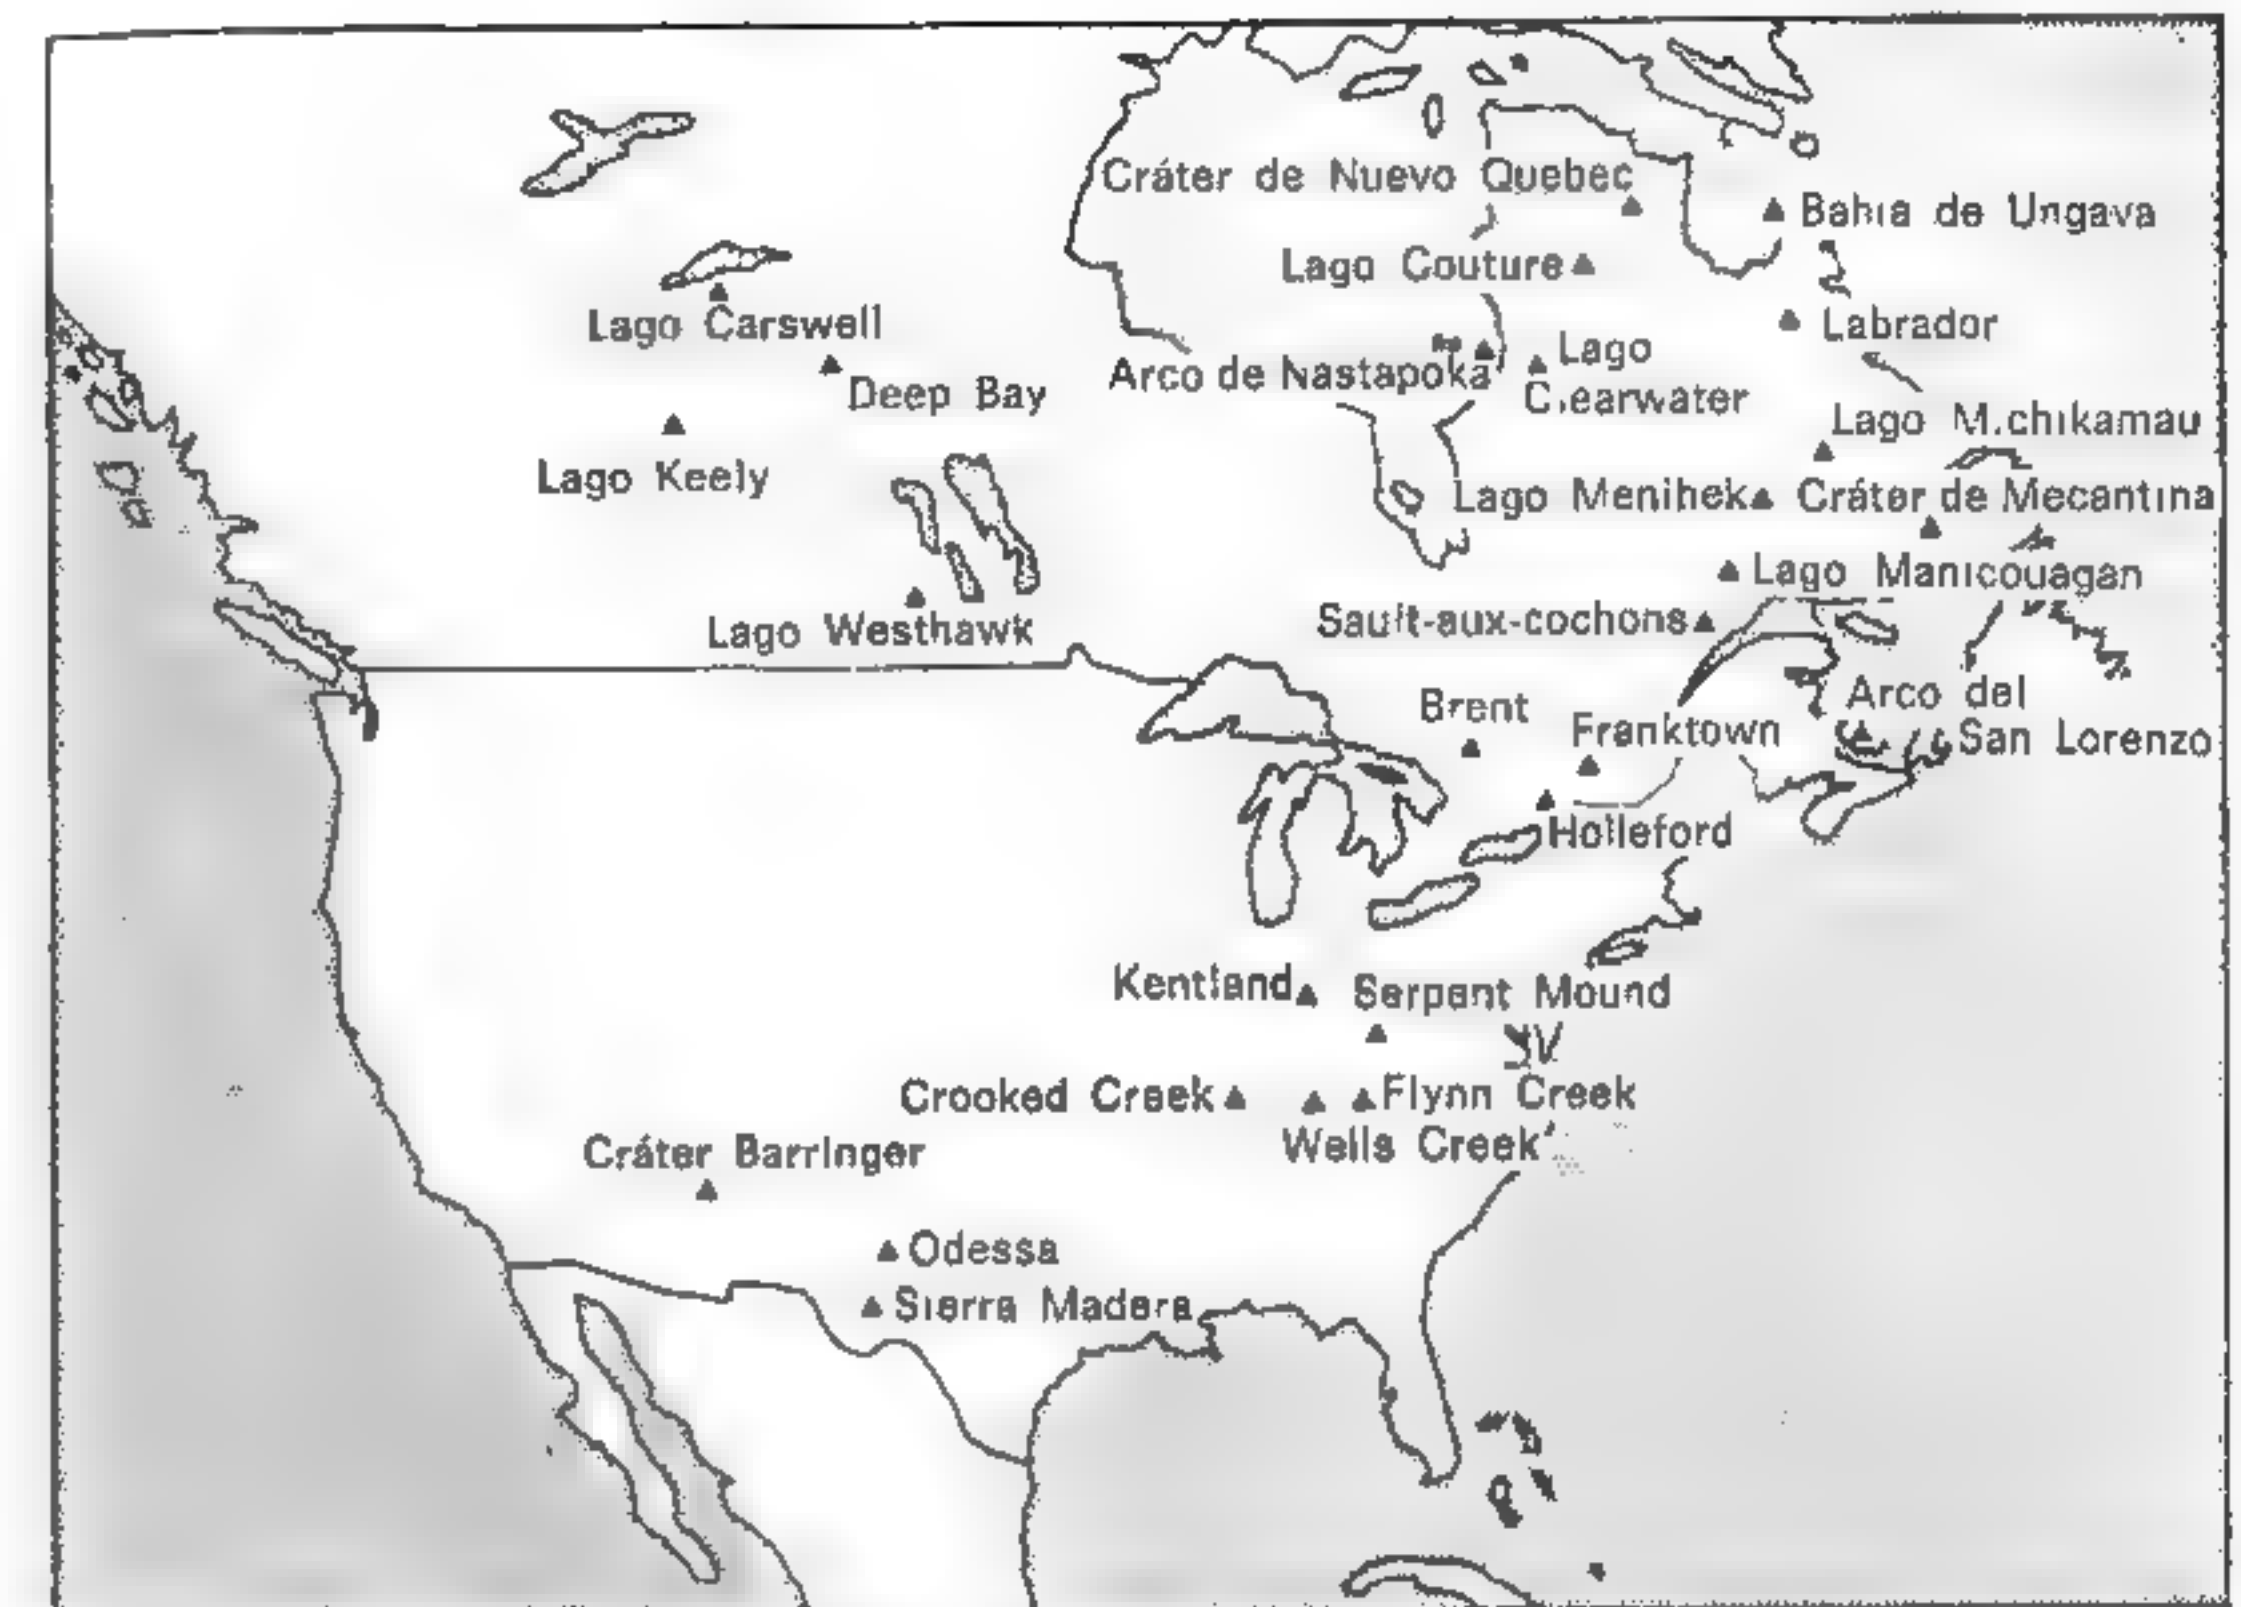 Cráter de Nuevo Quebec
Bahia de Ungava
Lago Couture
Lago Carswell
Labrador
Arco de Nastapoka
Lago
Clearwater
Deep Bay
Lago M.chikamau
Lago Keely
Lago Menihek
Cráter de Mecantina
Lago Manicouagan
Lago Westhawk
Sault-aux-cochons
Brent
Arco del
San Lorenzo
Franktown
Holleford
Kentland
Serpent Mound
Crooked Creek
Flynn Creek
Wells Creek
Cráter Barringer
Odessa
Sierra Madera